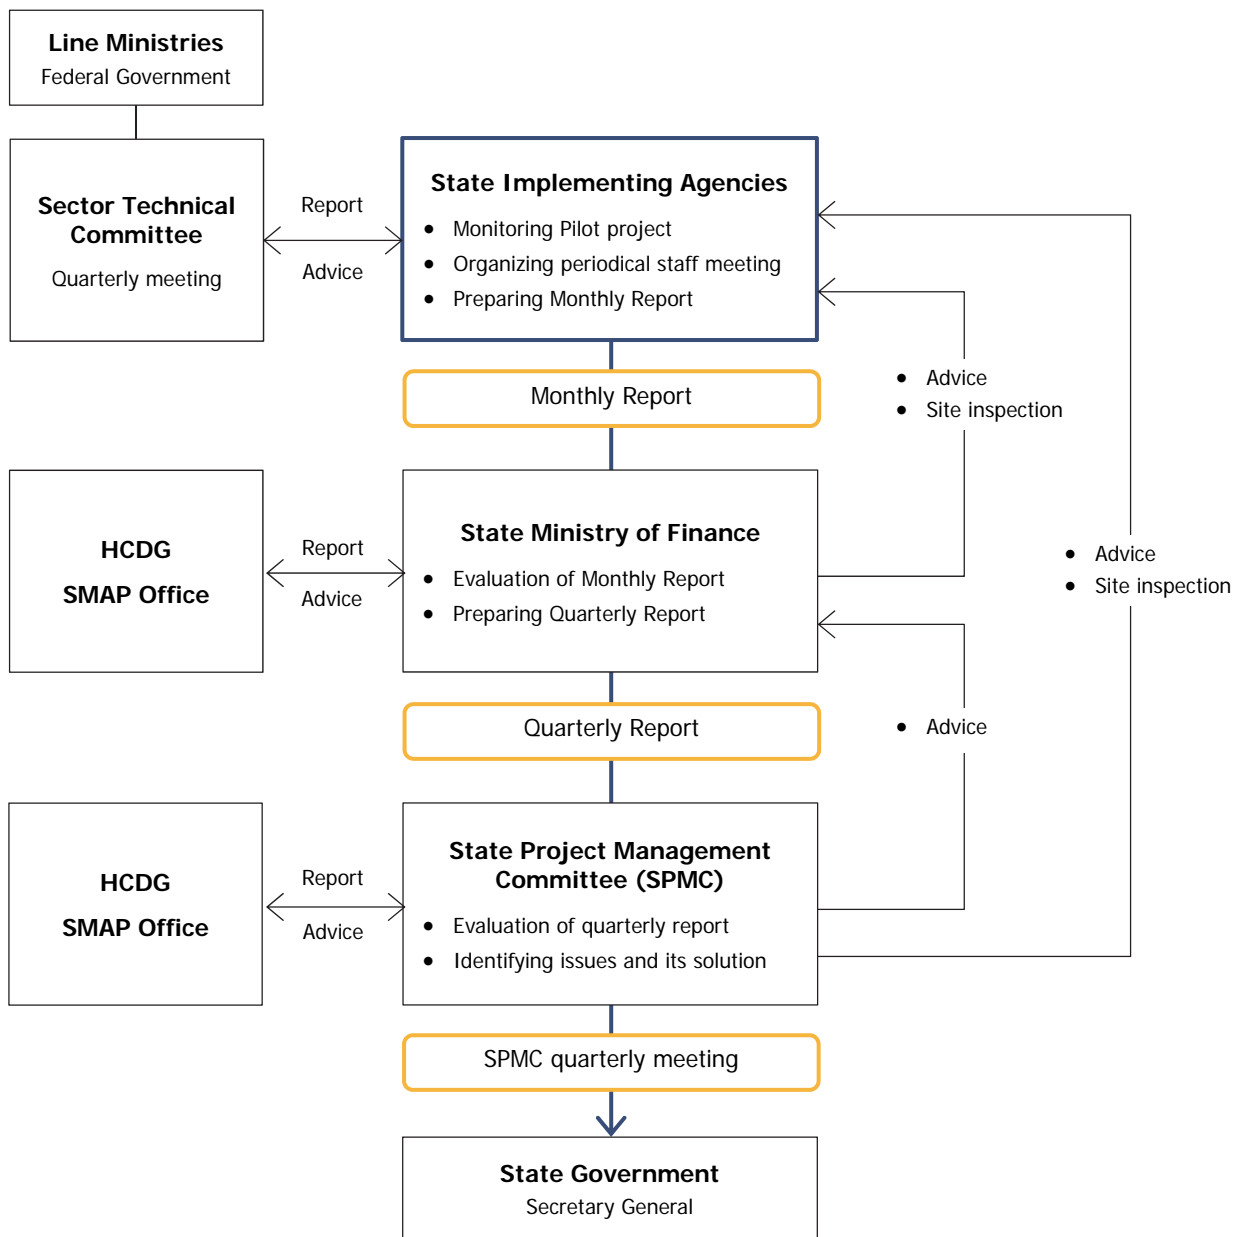 Line Ministries
Federal Government
Sector Technical
Committee
Quarterly meeting
Report
Advice
State Implementing Agencies
• Monitoring Pilot project
• Organizing periodical staff meeting
• Preparing Monthly Report
Monthly Report
• Advice
• Site inspection
HCDG
SMAP Office
Report
Advice
State Ministry of Finance
• Evaluation of Monthly Report
• Preparing Quarterly Report
• Advice
• Site inspection
Quarterly Report
• Advice
HCDG
SMAP Office
Report
Advice
State Project Management
Committee (SPMC)
• Evaluation of quarterly report
• Identifying issues and its solution
SPMC quarterly meeting
State Government
Secretary General